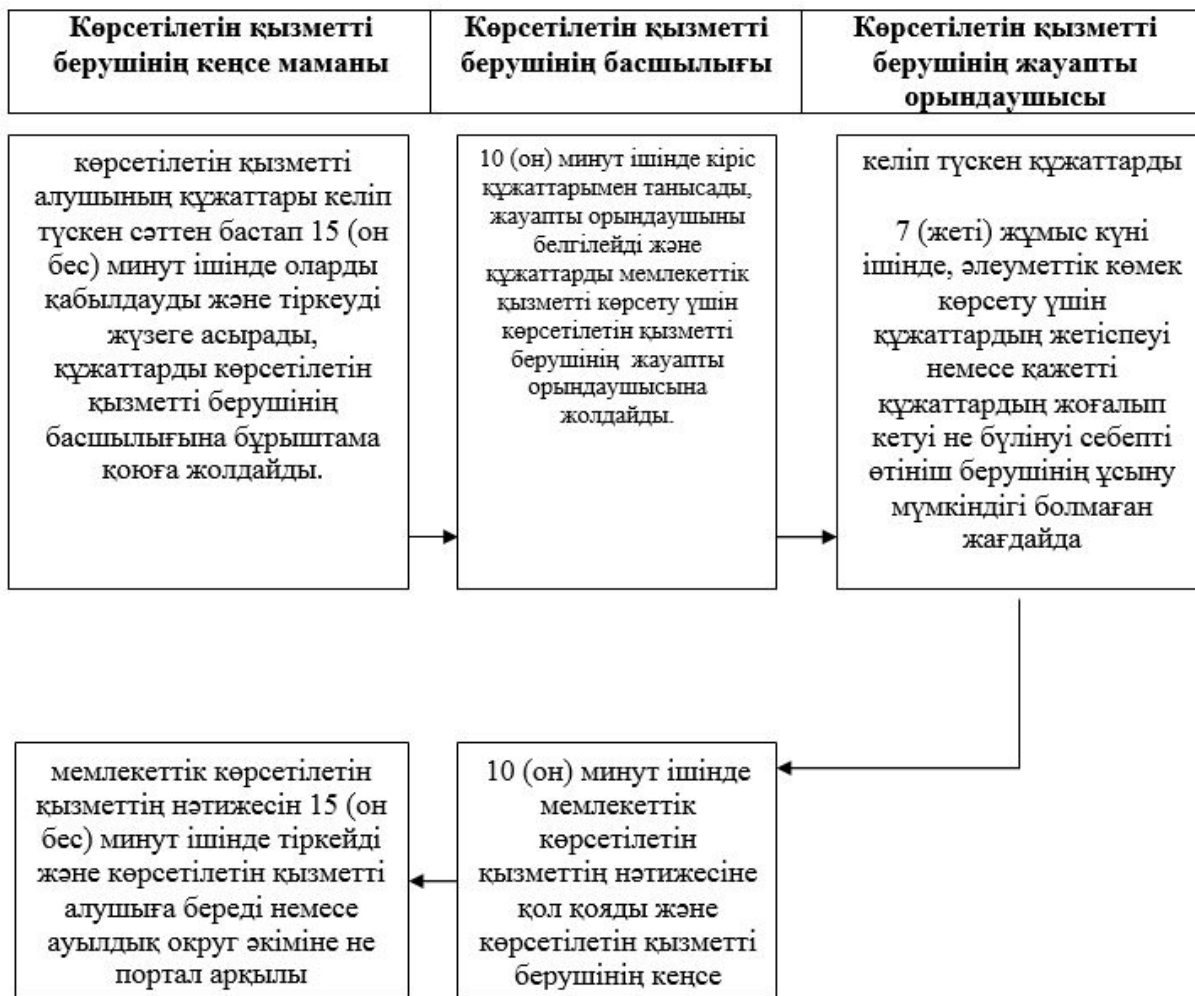 Көрсетілетін қызметті
берушінің кеңсе маманы
Көрсетілетін қызметті
берушінің басшылығы
Көрсетілетін қызметті
берушінің жауапты
орындаушысы
көрсетілетін қызметті
алушының құжаттары келіп
түскен сәттен бастап 15 (он
бес) минут ішінде оларды
қабылдауды және тіркеуді
жүзеге асырады,
құжаттарды көрсетілетін
қызметті берушінің
басшылығына бұрыштама
қоюға жолдайды.
10 (он) минут ішінде кіріс
құжаттарымен танысады,
жауапты орындаушыны
белгілейді және
құжаттарды мемлекеттік
қызметті көрсету үшін
көрсетілетін қызметті
берушінің жауапты
орындаушысына
жолдайды.
келіп түскен құжаттарды
7 (жеті) жұмыс күні
ішінде, әлеуметтік көмек
көрсету үшін
құжаттардың жетіспеуі
немесе қажетті
құжаттардың жоғалып
кетуі не бүлінуі себепті
өтініш берушінің ұсыну
мүмкіндігі болмаған
жағдайда
мемлекеттік көрсетілетін
қызметтің нәтижесін 15 (он
бес) минут ішінде тіркейді
және көрсетілетін қызметті
алушыға береді немесе
ауылдық округ әкіміне не
портал арқылы
10 (он) минут ішінде
мемлекеттік
көрсетілетін
қызметтің нәтижесіне
қол қояды және
көрсетілетін қызметті
берушінің кеңсе